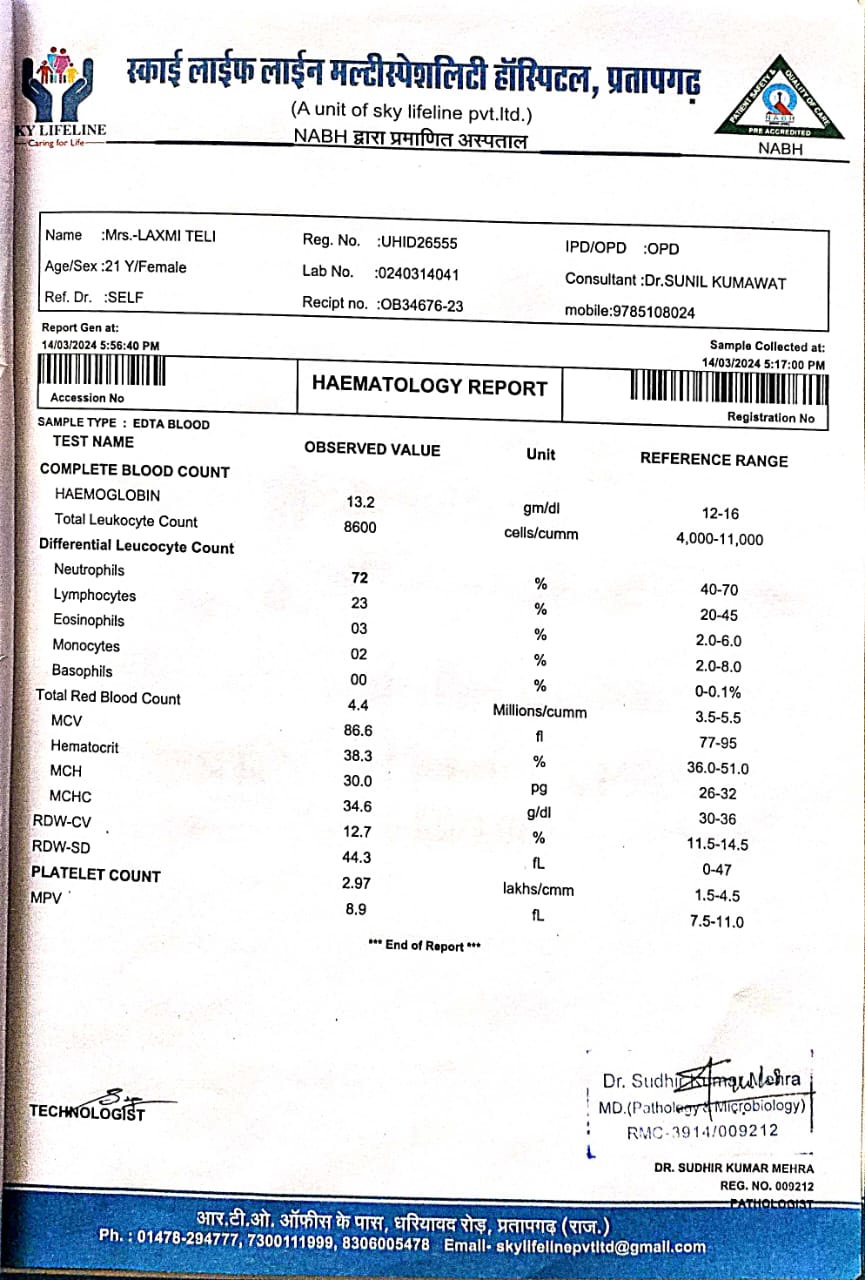 स्काई लाईफ लाईन मल्टीस्पेशलिटी हॉस्पिटल, प्रतापगढ़
(A unit of sky lifeline pvt.ltd.)
NABH द्वारा प्रमाणित अस्पताल
KY LIFELINE
Caring for Life
PATIENT SAFETY & QUALITY OF CARE
NABH
PRE ACCREDITED
NABH
Name :Mrs.-LAXMI TELI Reg. No. :UHID26555 IPD/OPD :OPD
Age/Sex :21 Y/Female Lab No. :0240314041 Consultant :Dr.SUNIL KUMAWAT
Ref. Dr. :SELF Recipt no. :OB34676-23 mobile:9785108024
Report Gen at: Sample Collected at:
14/03/2024 5:56:40 PM 14/03/2024 5:17:00 PM
Accession No HAEMATOLOGY REPORT Registration No
SAMPLE TYPE : EDTA BLOOD
TEST NAME OBSERVED VALUE Unit REFERENCE RANGE
COMPLETE BLOOD COUNT
HAEMOGLOBIN 13.2 gm/dl 12-16
Total Leukocyte Count 8600 cells/cumm 4,000-11,000
Differential Leucocyte Count
Neutrophils 72 % 40-70
Lymphocytes 23 % 20-45
Eosinophils 03 % 2.0-6.0
Monocytes 02 % 2.0-8.0
Basophils 00 % 0-0.1%
Total Red Blood Count 4.4 Millions/cumm 3.5-5.5
MCV 86.6 fl 77-95
Hematocrit 38.3 % 36.0-51.0
MCH 30.0 pg 26-32
MCHC 34.6 g/dl 30-36
RDW-CV 12.7 % 11.5-14.5
RDW-SD 44.3 fL 0-47
PLATELET COUNT 2.97 lakhs/cmm 1.5-4.5
MPV 8.9 fL 7.5-11.0
*** End of Report ***
TECHNOLOGIST
Dr. Sudhir Kumar Mehra
MD.(Pathology & Microbiology)
RMC-3914/009212
DR. SUDHIR KUMAR MEHRA
REG. NO. 009212
PATHOLOGIST
आर.टी.ओ. ऑफीस के पास, धरियावद रोड़, प्रतापगढ़ (राज.)
Ph. : 01478-294777, 7300111999, 8306005478 Email- skylifelinepvtltd@gmail.com